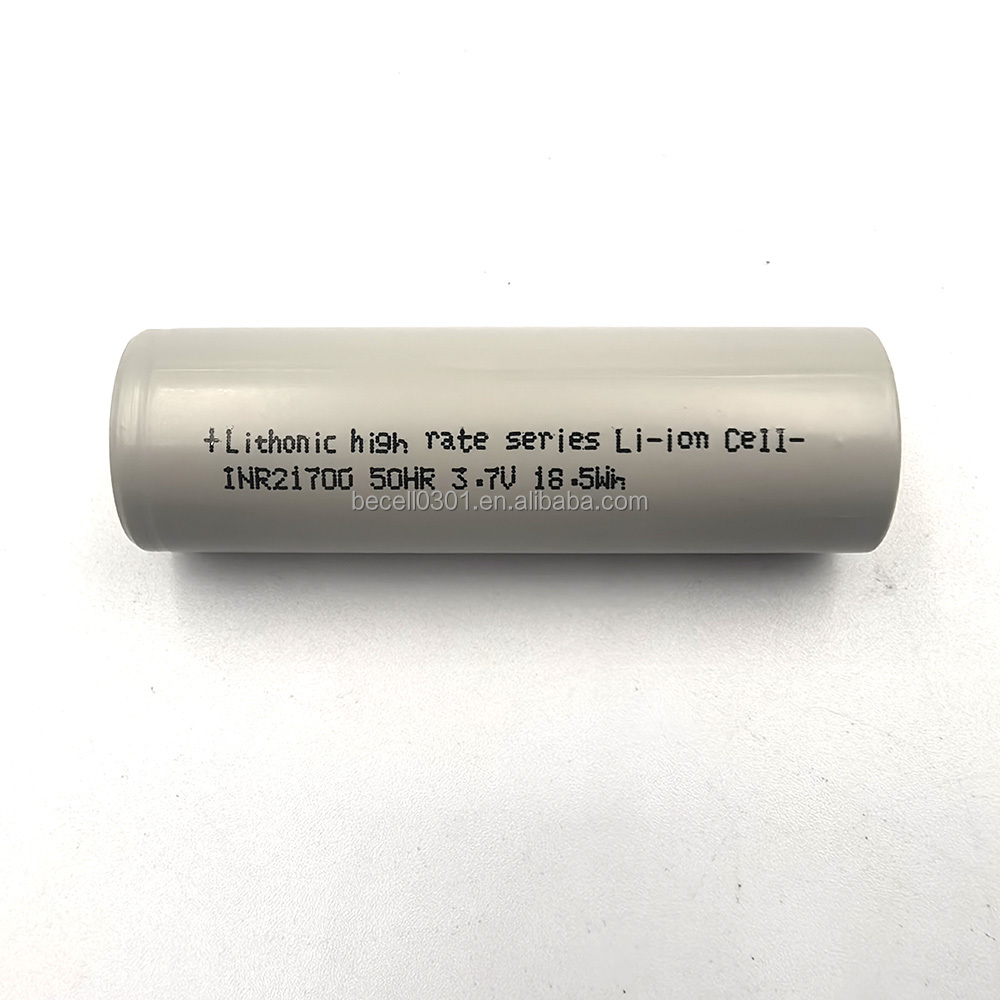 +Lithonic high rate series Li-ion Cell-
INR21700 50HR 3.7V 18.5Wh
becell0301.en.alibaba.com